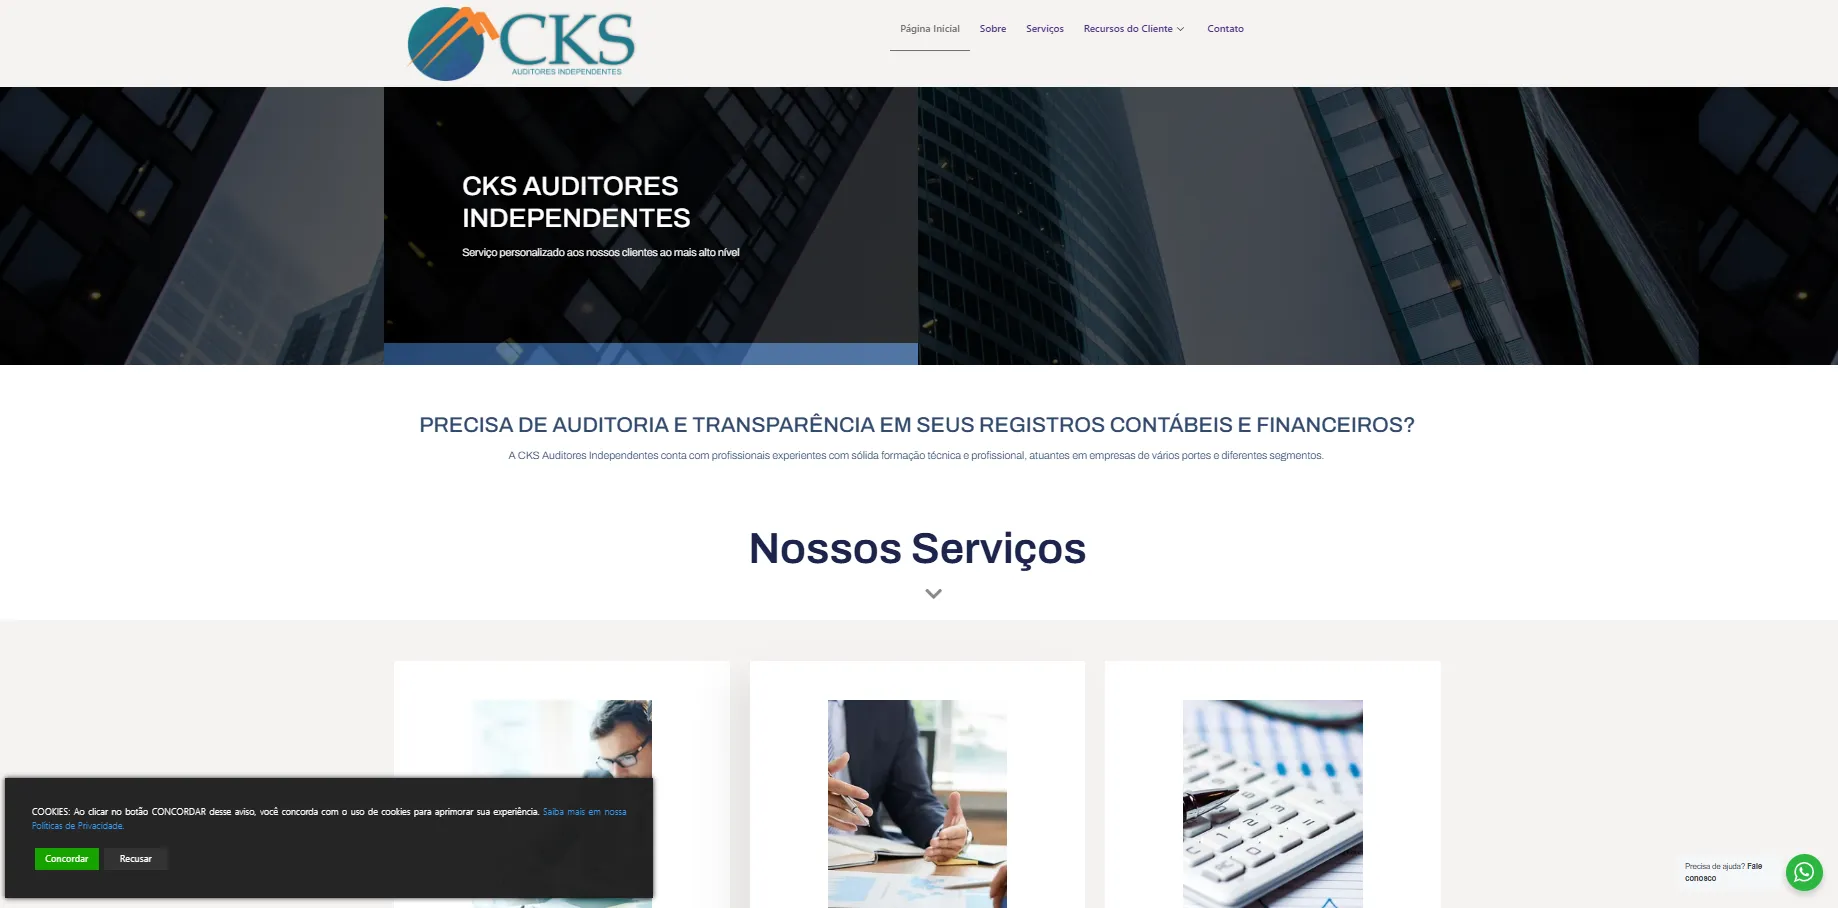 CKS
AUDITORES INDEPENDENTES
Página Inicial
Sobre
Serviços
Recursos do Cliente
Contato
CKS AUDITORES
INDEPENDENTES
Serviço personalizado aos nossos clientes ao mais alto nível
PRECISA DE AUDITORIA E TRANSPARÊNCIA EM SEUS REGISTROS CONTÁBEIS E FINANCEIROS?
A CKS Auditores Independentes conta com profissionais experientes com sólida formação técnica e profissional, atuantes em empresas de vários portes e diferentes segmentos.
Nossos Serviços
COOKIES: Ao clicar no botão CONCORDAR desse aviso, você concorda com o uso de cookies para aprimorar sua experiência. Saiba mais em nossa
Políticas de Privacidade.
Concordar
Recusar
Precisa de ajuda? Fale
conosco